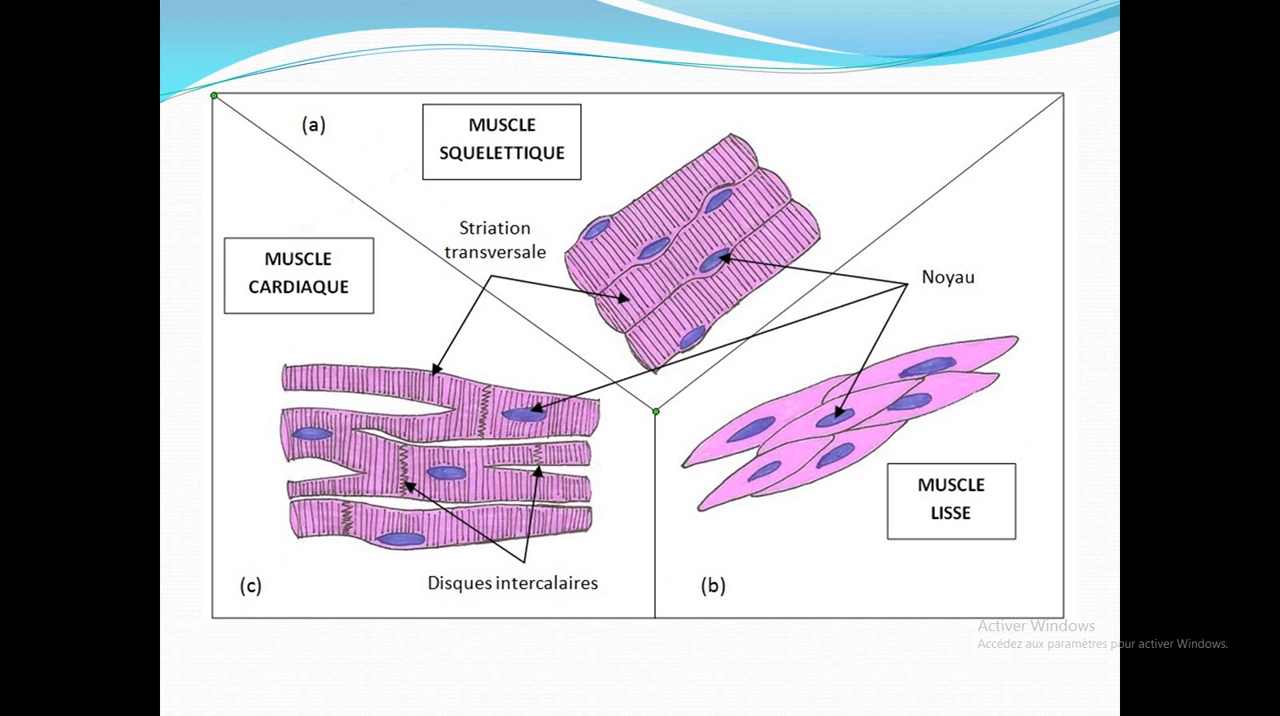 (a)
MUSCLE
SQUELETTIQUE
Striation
transversale
MUSCLE
CARDIAQUE
Noyau
MUSCLE
LISSE
(c)
Disques intercalaires
(b)
Activer Windows
Accédez aux paramètres pour activer Windows.